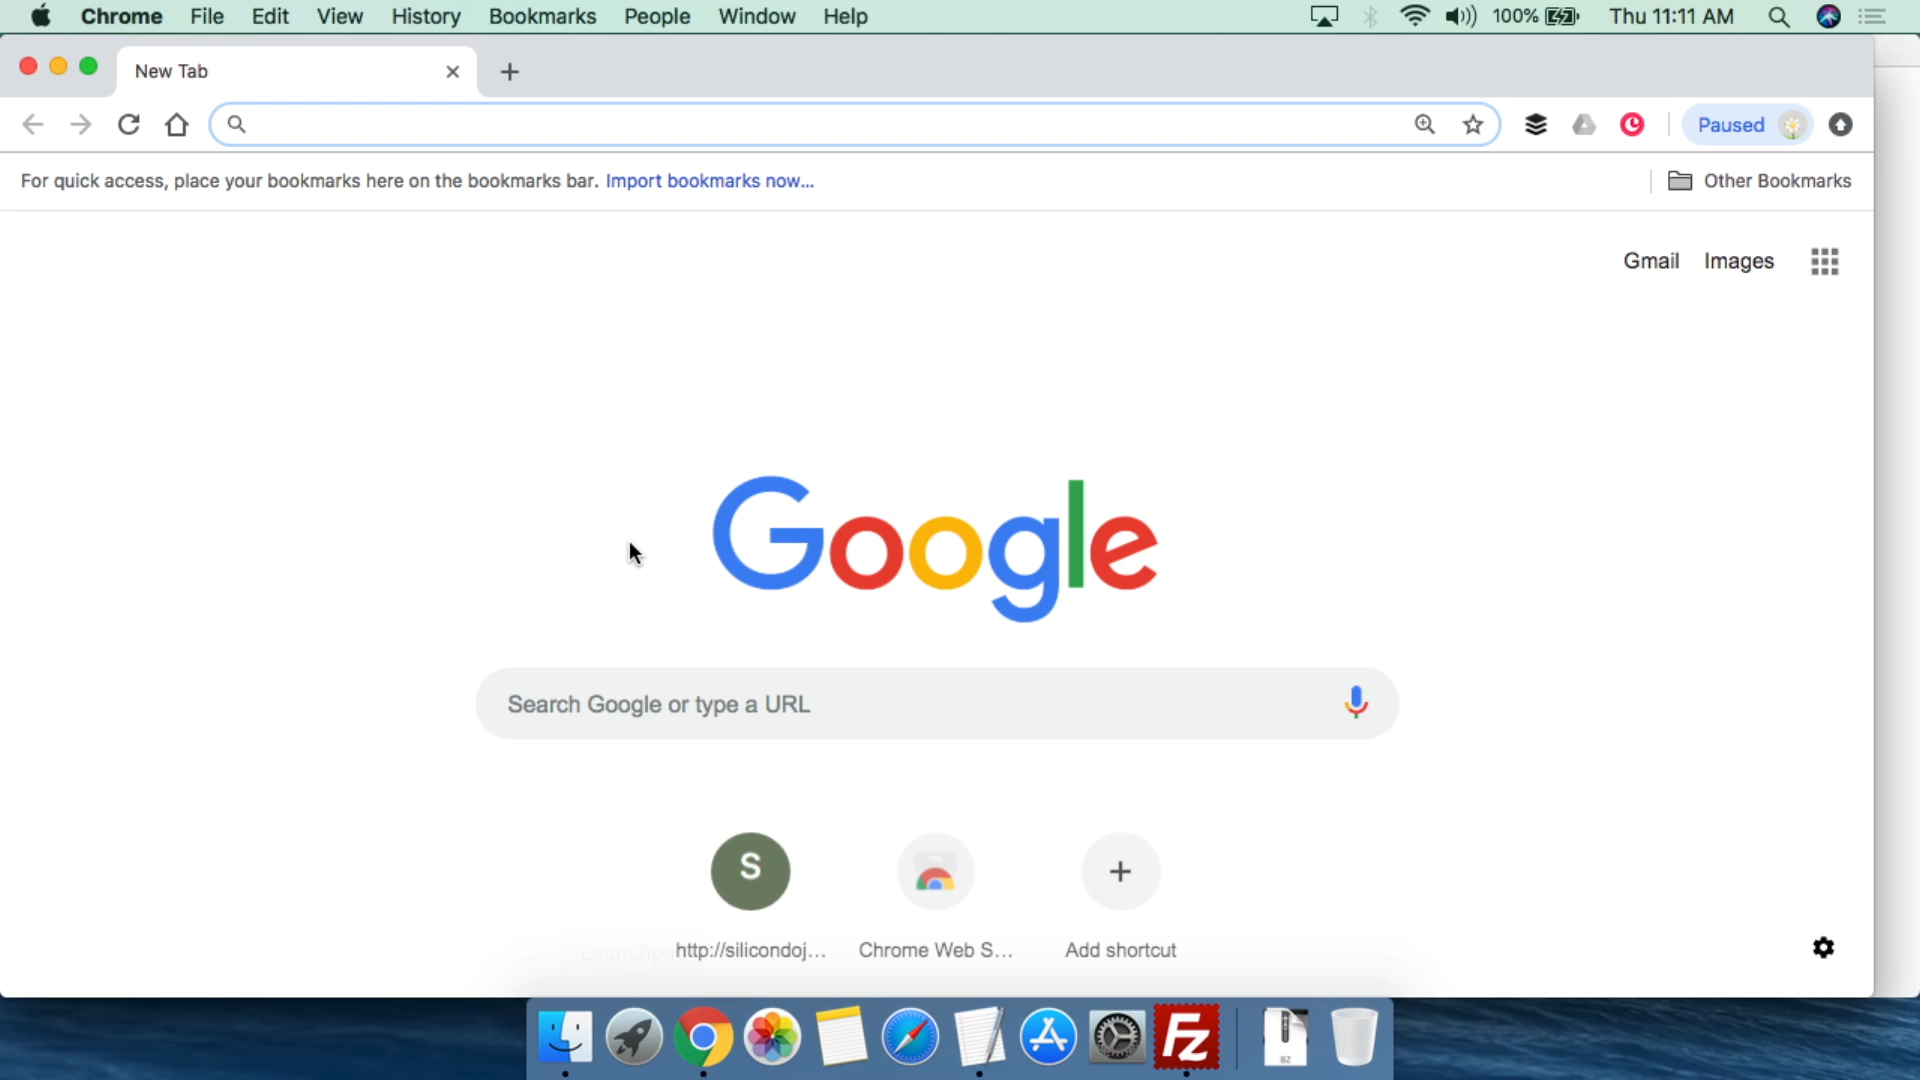 Chrome File Edit View History Bookmarks People Window Help 100% Thu 11:11 AM
New Tab
Paused
For quick access, place your bookmarks here on the bookmarks bar. Import bookmarks now... Other Bookmarks
Gmail Images
Google
Search Google or type a URL
S
http://silicondoj... Chrome Web S... Add shortcut
Fz
BZ